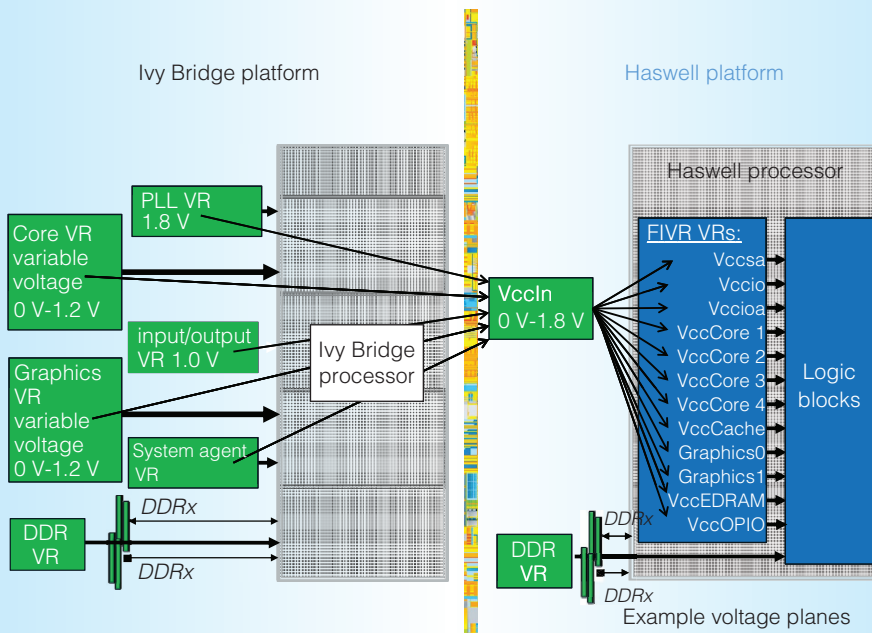 Ivy Bridge platform
PLL VR
1.8 V
Core VR
variable
voltage
0 V-1.2 V
input/output
VR 1.0 V
Ivy Bridge
processor
Graphics
VR
variable
voltage
0 V-1.2 V
System agent
VR
DDRx
DDR
VR
DDRx
Haswell platform
Haswell processor
VccIn
0 V-1.8 V
FIVR VRs:
Vccsa
Vccio
Vccioa
VccCore 1
VccCore 2
VccCore 3
VccCore 4
VccCache
Graphics0
Graphics1
VccEDRAM
VccOPIO
Logic
blocks
DDRx
DDR
VR
DDRx
Example voltage planes